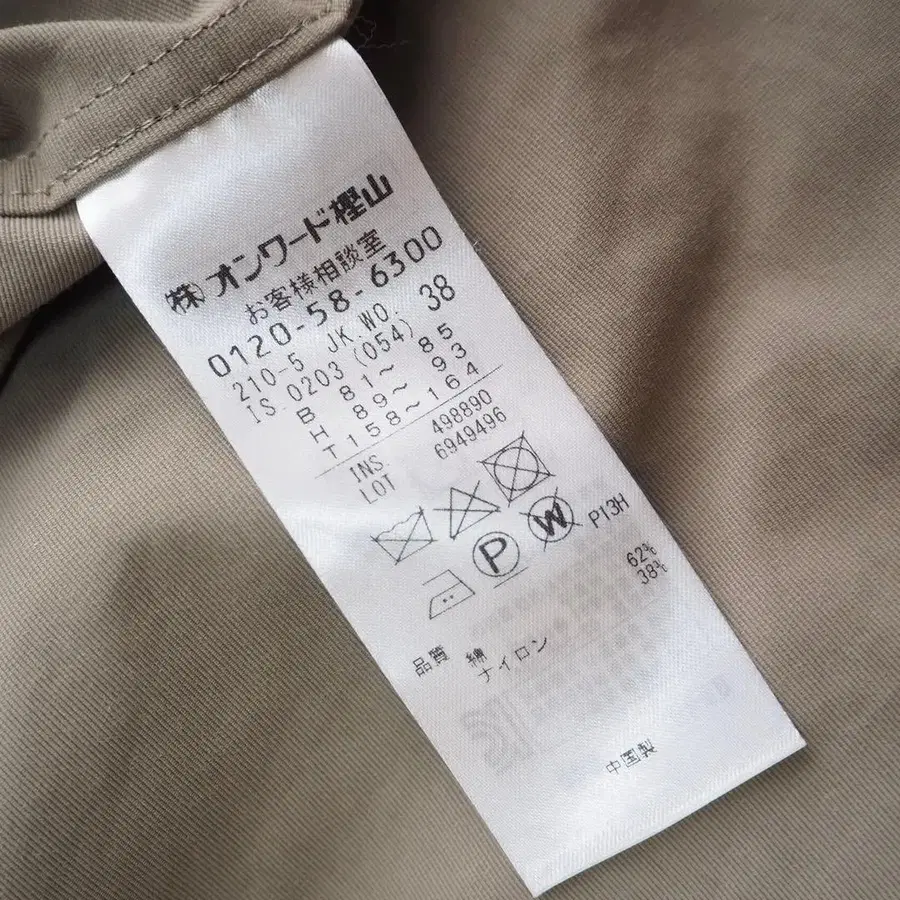 ㈱オンワード樫山
お客様相談室
0120-58-6300
210-5 JK.WO. 38
IS.0203 (054)
B 81～ 85
H 89～ 93
T 158～164
INS. 498890
LOT 6949496
P W P13H
品質 綿 62%
ナイロン 38%
中国製